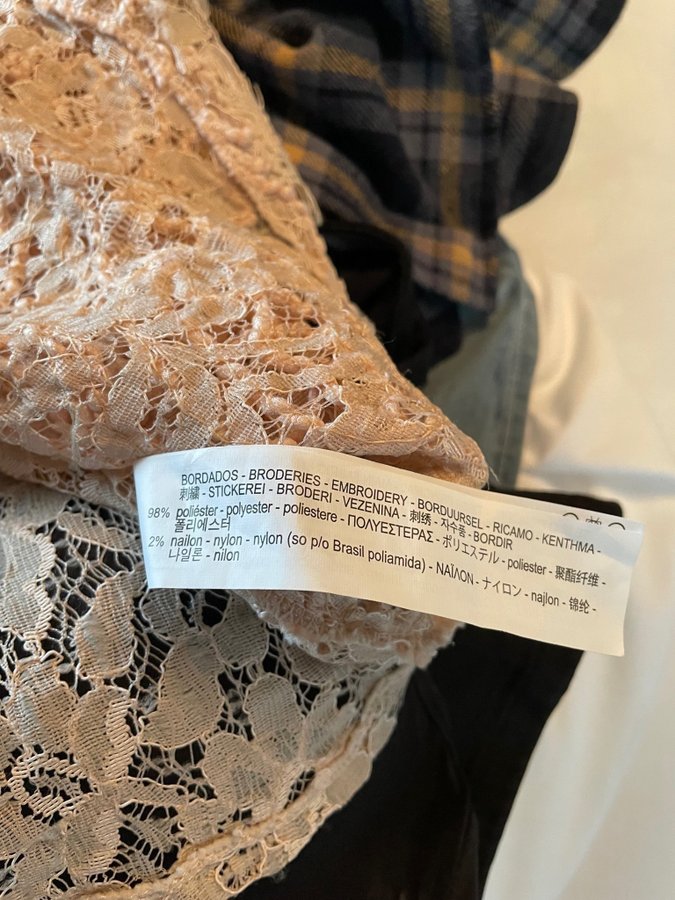 BORDADOS - BRODERIES - EMBROIDERY - BORDUURSEL - RICAMO - KENTHMA -
刺繍 - STICKEREI - BRODERI - VEZENINA - 刺绣 - 자수종 - BORDIR
98% poliéster - polyester - poliestere - ΠΟΛΥΕΣΤΕΡΑΣ - ポリエステル - poliester - 聚酯纤维 -
폴리에스터
2% nailon - nylon - nylon (so p/o Brasil poliamida) - ΝΑΪΛΟΝ - ナイロン - najlon - 锦纶 -
나일론 - nilon